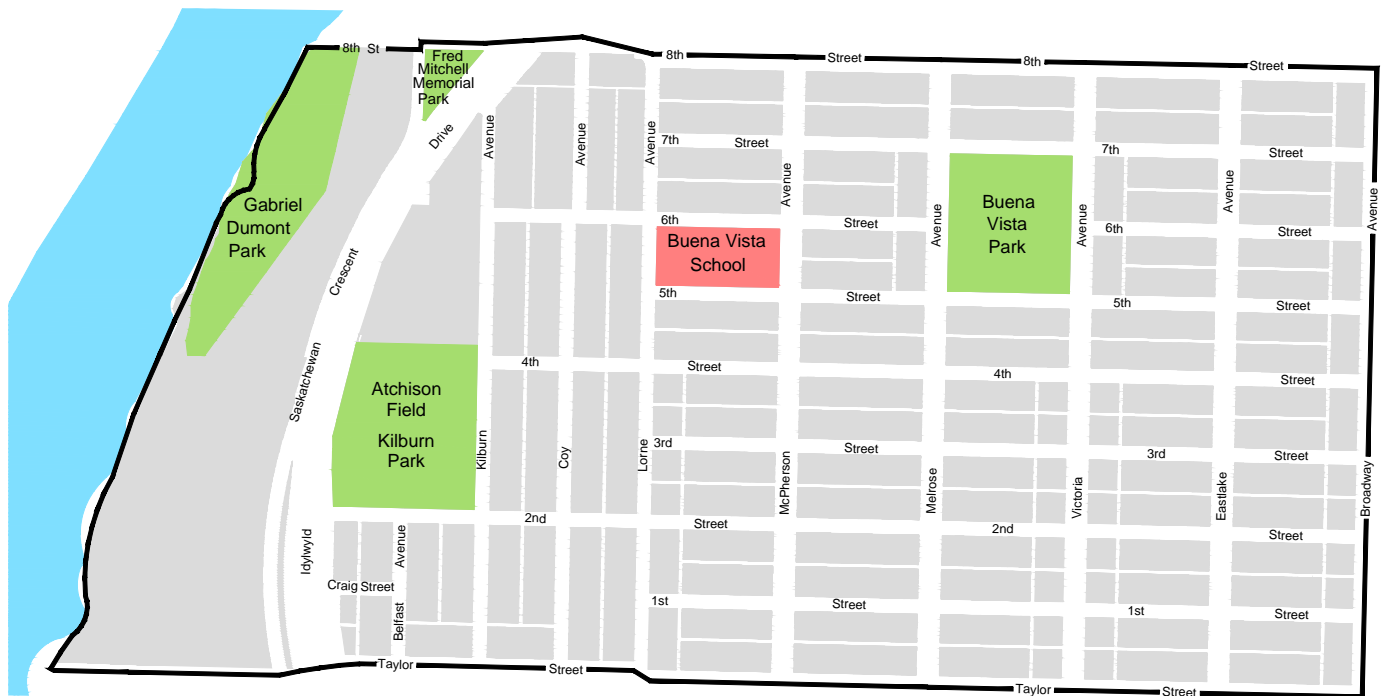 8th St
Fred
Mitchell
Memorial
Park
8th Street 8th Street
Drive
Avenue
Avenue
Avenue
7th Street
7th Street
Avenue
Avenue
Avenue
Avenue
Avenue
Gabriel
Dumont
Park
Buena
Vista
Park
6th Street
6th Street
Buena Vista
School
Crescent
5th Street
5th Street
Saskatchewan
4th Street
4th Street
Atchison
Field
Kilburn
Park
3rd Street
3rd Street
Kilburn
Coy
Lorne
McPherson
Melrose
Victoria
Eastlake
Broadway
2nd Street
2nd Street
Idylwyld
Avenue
Craig Street
Belfast
1st Street
1st Street
Taylor Street
Taylor Street